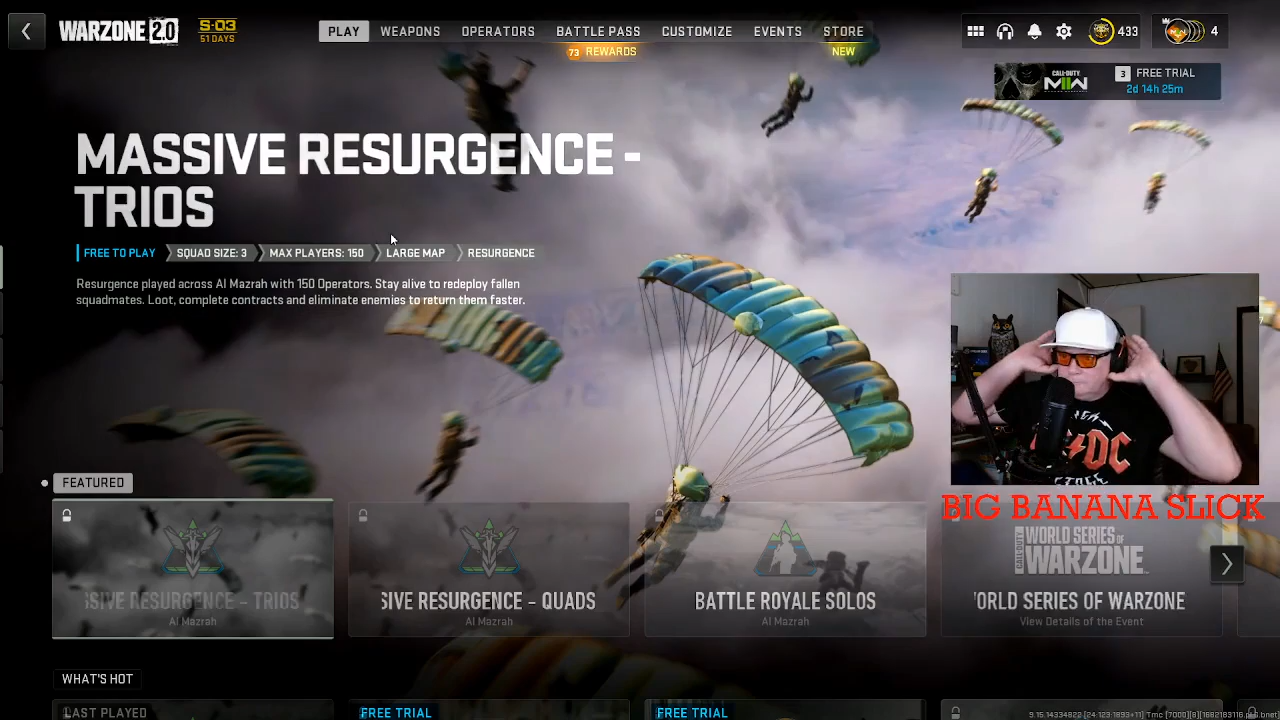 WARZONE 2.0
S-03
51 DAYS
PLAY
WEAPONS
OPERATORS
BATTLE PASS
73 REWARDS
CUSTOMIZE
EVENTS
STORE
NEW
433
4
CALL·DUTY
MWII
3 FREE TRIAL
2d 14h 25m
MASSIVE RESURGENCE -
TRIOS
FREE TO PLAY
SQUAD SIZE: 3
MAX PLAYERS: 150
LARGE MAP
RESURGENCE
Resurgence played across Al Mazrah with 150 Operators. Stay alive to redeploy fallen
squadmates. Loot, complete contracts and eliminate enemies to return them faster.
BIG BANANA SLICK
FEATURED
SSIVE RESURGENCE - TRIOS
Al Mazrah
SIVE RESURGENCE - QUADS
Al Mazrah
BATTLE ROYALE SOLOS
Al Mazrah
WORLD SERIES OF
WARZONE
ORLD SERIES OF WARZONE
View Details of the Event
WHAT'S HOT
LAST PLAYED
FREE TRIAL
FREE TRIAL